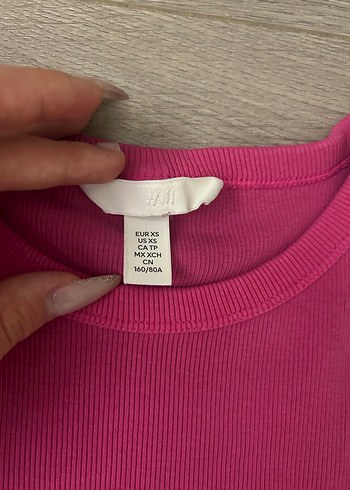 H&M
EUR XS
US XS
CA TP
MX XCH
CN
160/80A